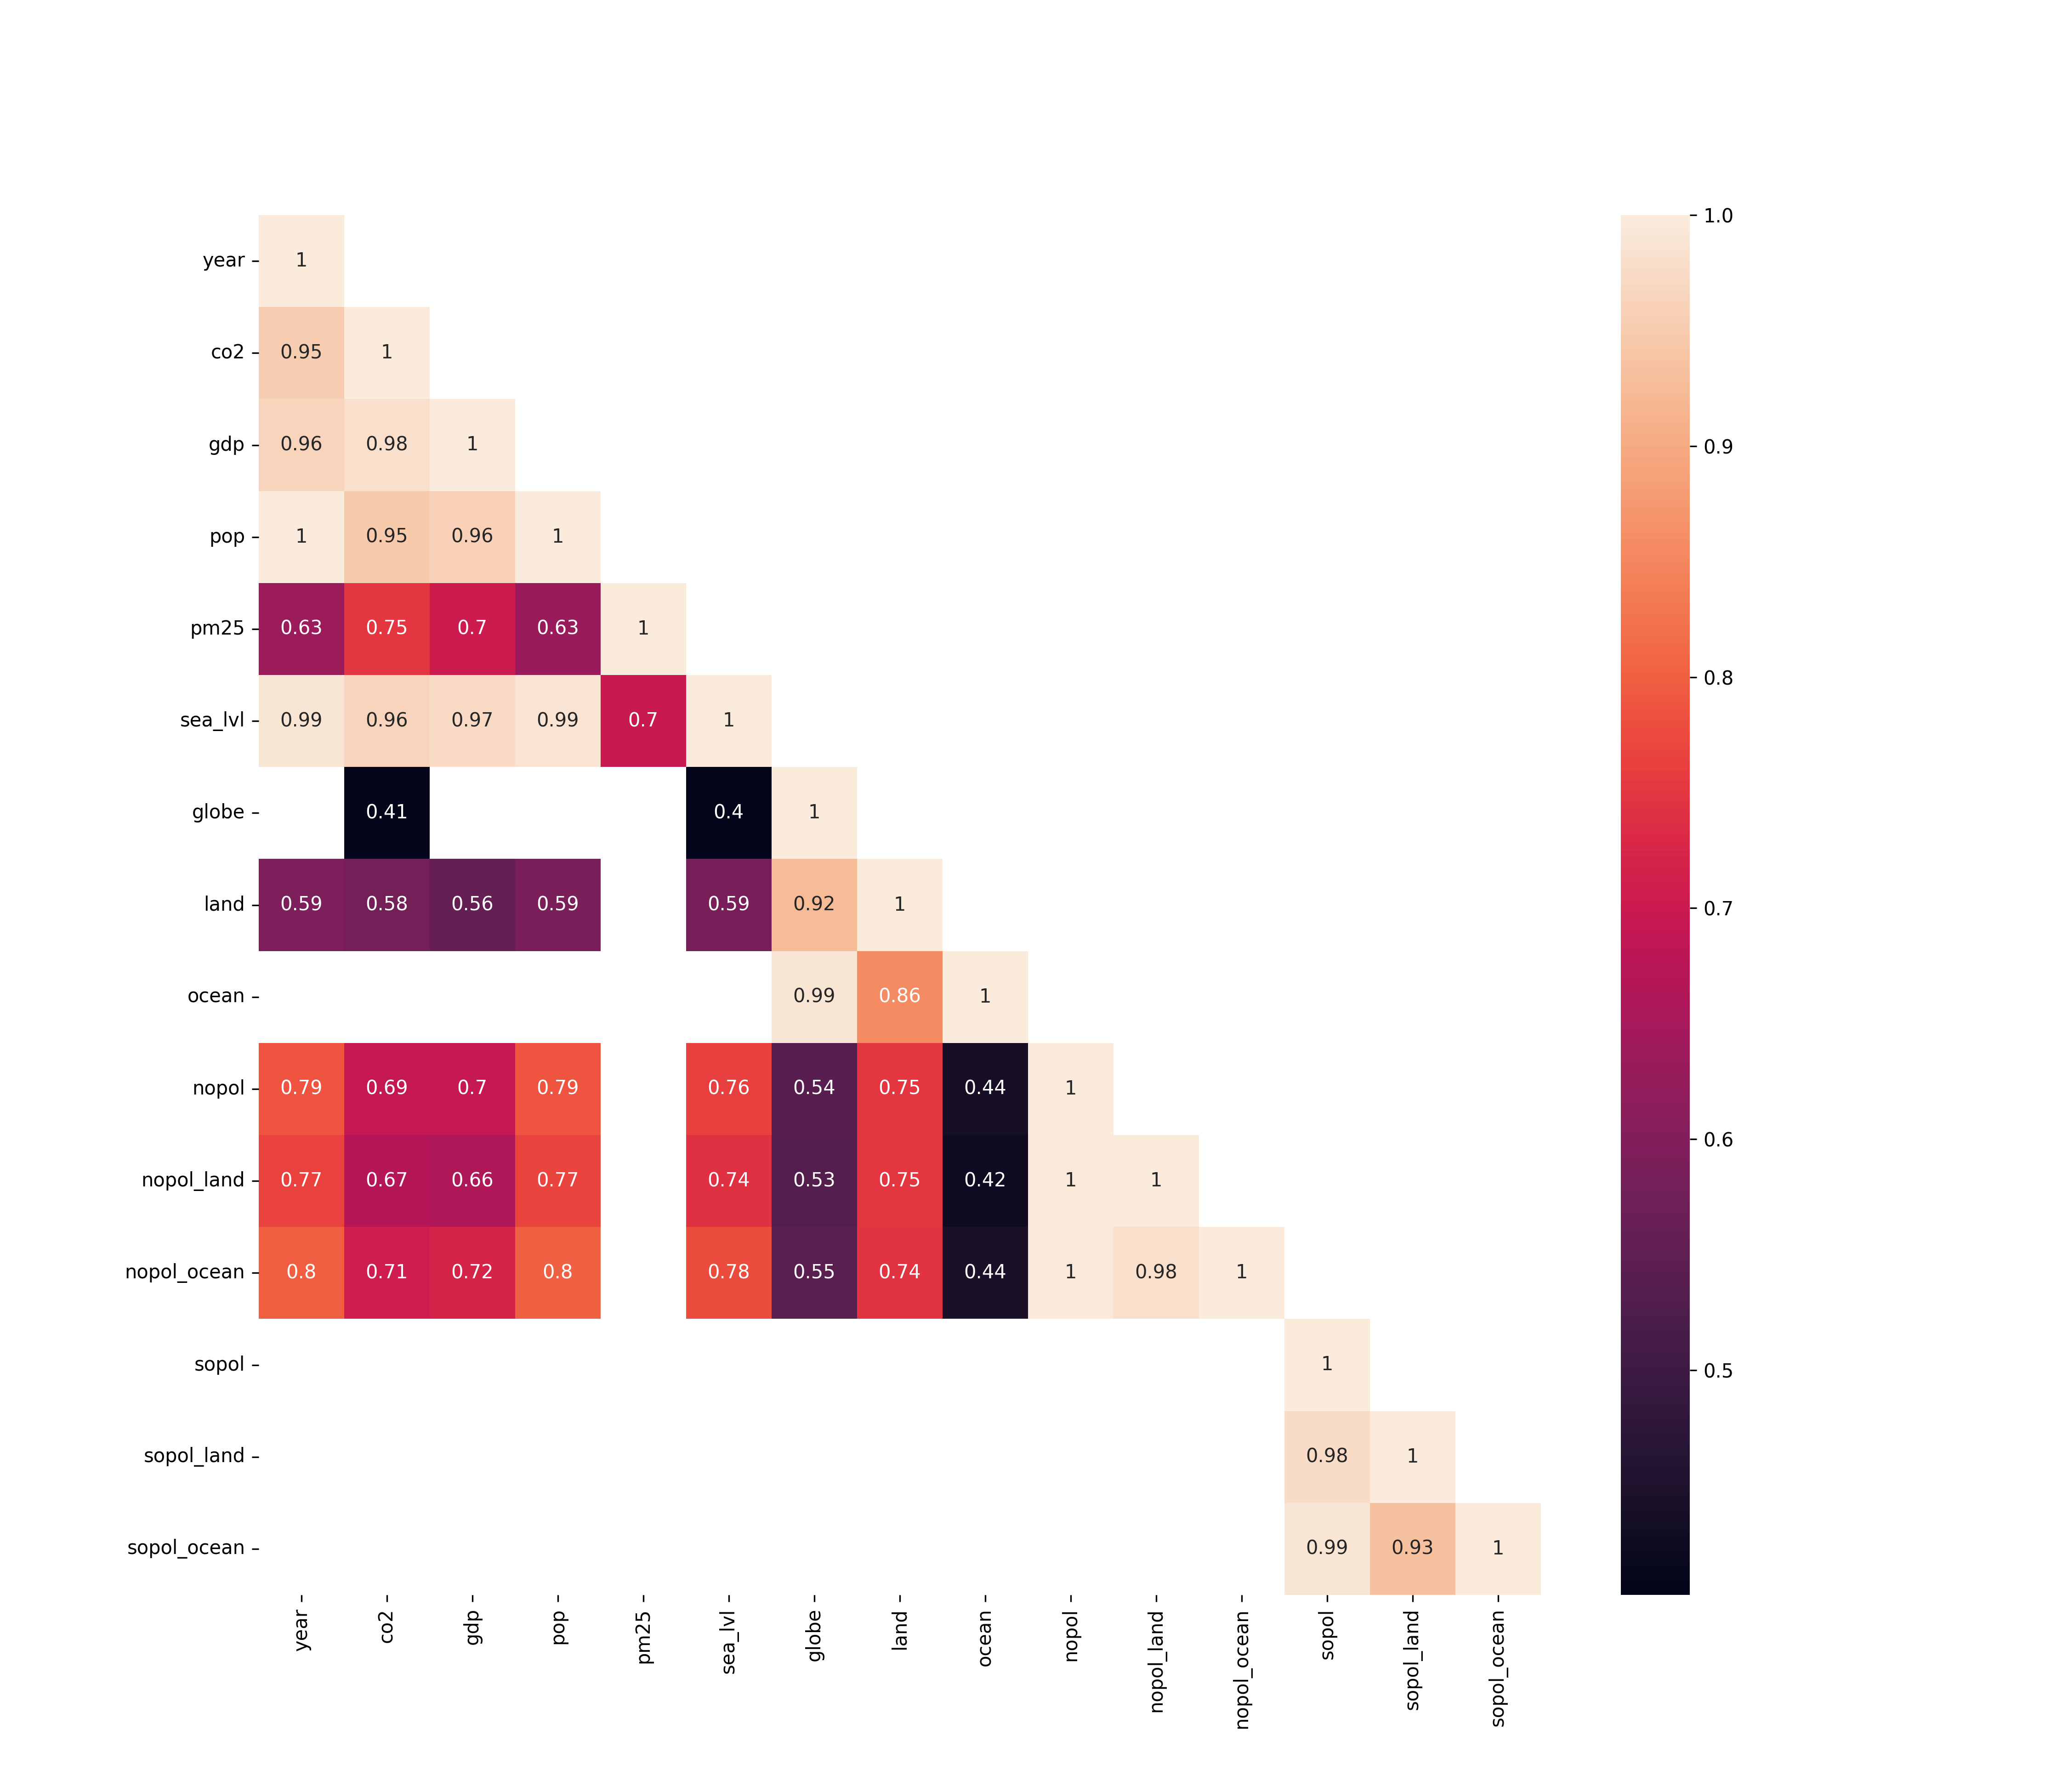 1.0
year 1
co2 0.95 1
gdp 0.96 0.98 1
0.9
pop 1 0.95 0.96 1
pm25 0.63 0.75 0.7 0.63 1
0.8
sea_lvl 0.99 0.96 0.97 0.99 0.7 1
globe 0.41 0.4 1
land 0.59 0.58 0.56 0.59 0.59 0.92 1
0.7
ocean 0.99 0.86 1
nopol 0.79 0.69 0.7 0.79 0.76 0.54 0.75 0.44 1
0.6
nopol_land 0.77 0.67 0.66 0.77 0.74 0.53 0.75 0.42 1 1
nopol_ocean 0.8 0.71 0.72 0.8 0.78 0.55 0.74 0.44 1 0.98 1
sopol 1
0.5
sopol_land 0.98 1
sopol_ocean 0.99 0.93 1
year co2 gdp pop pm25 sea_lvl globe land ocean nopol nopol_land nopol_ocean sopol sopol_land sopol_ocean